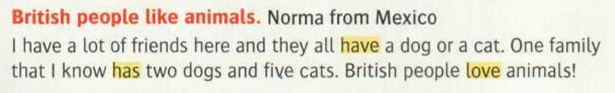 British people like animals. Norma from Mexico
I have a lot of friends here and they all have a dog or a cat. One family
that I know has two dogs and five cats. British people love animals!